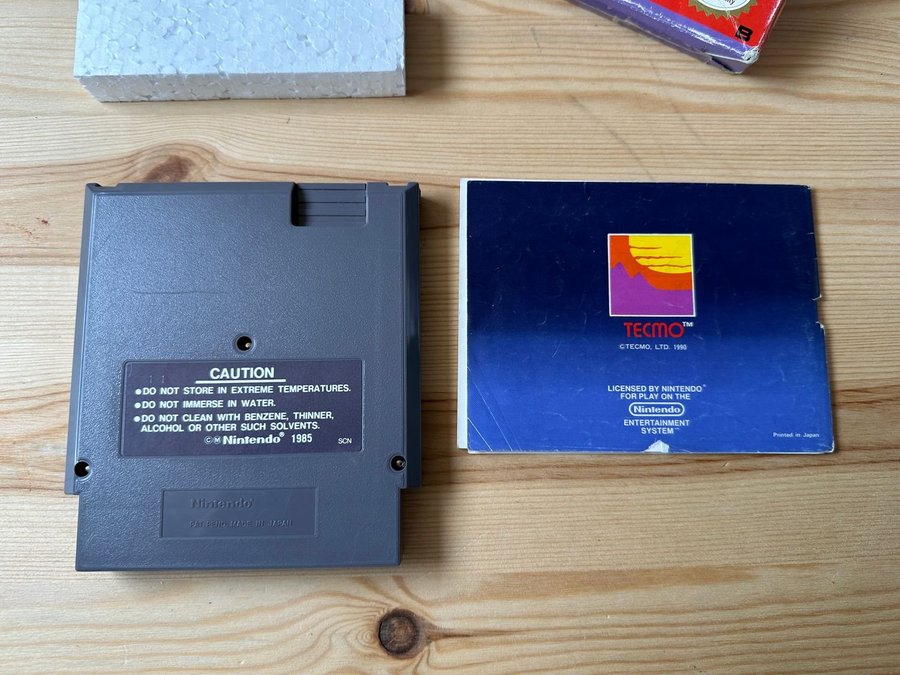 CAUTION
●DO NOT STORE IN EXTREME TEMPERATURES.
●DO NOT IMMERSE IN WATER.
●DO NOT CLEAN WITH BENZENE, THINNER,
ALCOHOL OR OTHER SUCH SOLVENTS.
©Ⓜ Nintendo® 1985 SCN
Nintendo®
PAT. PEND. MADE IN JAPAN
TECMO™
©TECMO, LTD. 1990
LICENSED BY NINTENDO®
FOR PLAY ON THE
Nintendo
ENTERTAINMENT
SYSTEM™
Printed in Japan